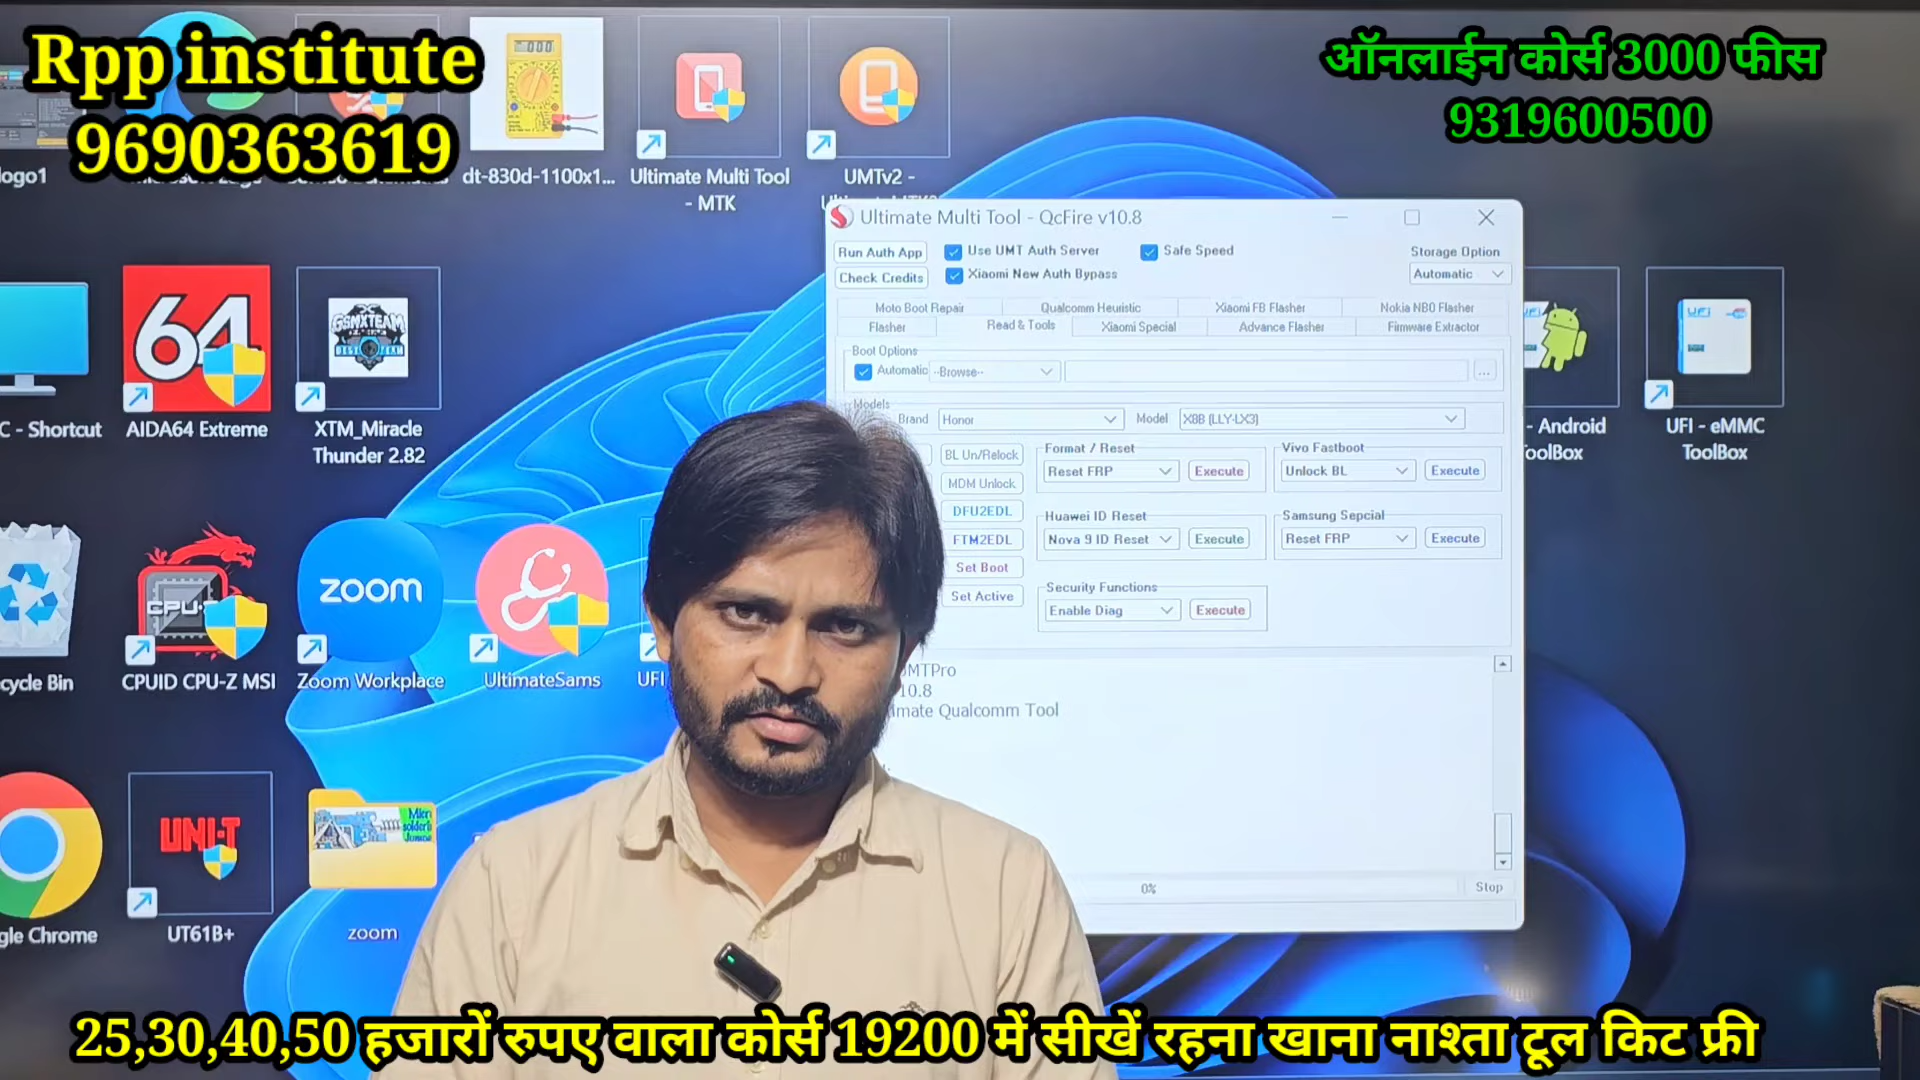 Rpp institute
9690363619
ऑनलाईन कोर्स 3000 फीस
9319600500
logo1
dt-830d-1100x1...
Ultimate Multi Tool
- MTK
UMTv2 -
Ultimate Multi Tool - QcFire v10.8
Run Auth App
Use UMT Auth Server
Safe Speed
Storage Option
Check Credits
Xiaomi New Auth Bypass
Automatic
Moto Boot Repair
Qualcomm Heuristic
Xiaomi FB Flasher
Nokia NB0 Flasher
Flasher
Read & Tools
Xiaomi Special
Advance Flasher
Firmware Extractor
Boot Options
Automatic
--Browse--
...
Models
Brand
Honor
Model
X8B (LLY-LX3)
BL Un/Relock
MDM Unlock
DFU2EDL
FTM2EDL
Set Boot
Set Active
Format / Reset
Reset FRP
Execute
Vivo Fastboot
Unlock BL
Execute
Huawei ID Reset
Nova 9 ID Reset
Execute
Samsung Sepcial
Reset FRP
Execute
Security Functions
Enable Diag
Execute
MTPro
10.8
imate Qualcomm Tool
0%
Stop
C - Shortcut
64
AIDA64 Extreme
GSMXTEAM
XTM_Miracle
Thunder 2.82
- Android
ToolBox
UFI
UFI - eMMC
ToolBox
cycle Bin
CPU-
CPUID CPU-Z MSI
zoom
Zoom Workplace
UltimateSams
UFI
gle Chrome
UNI-T
UT61B+
zoom
25,30,40,50 हजारों रुपए वाला कोर्स 19200 में सीखें रहना खाना नाश्ता टूल किट फ्री